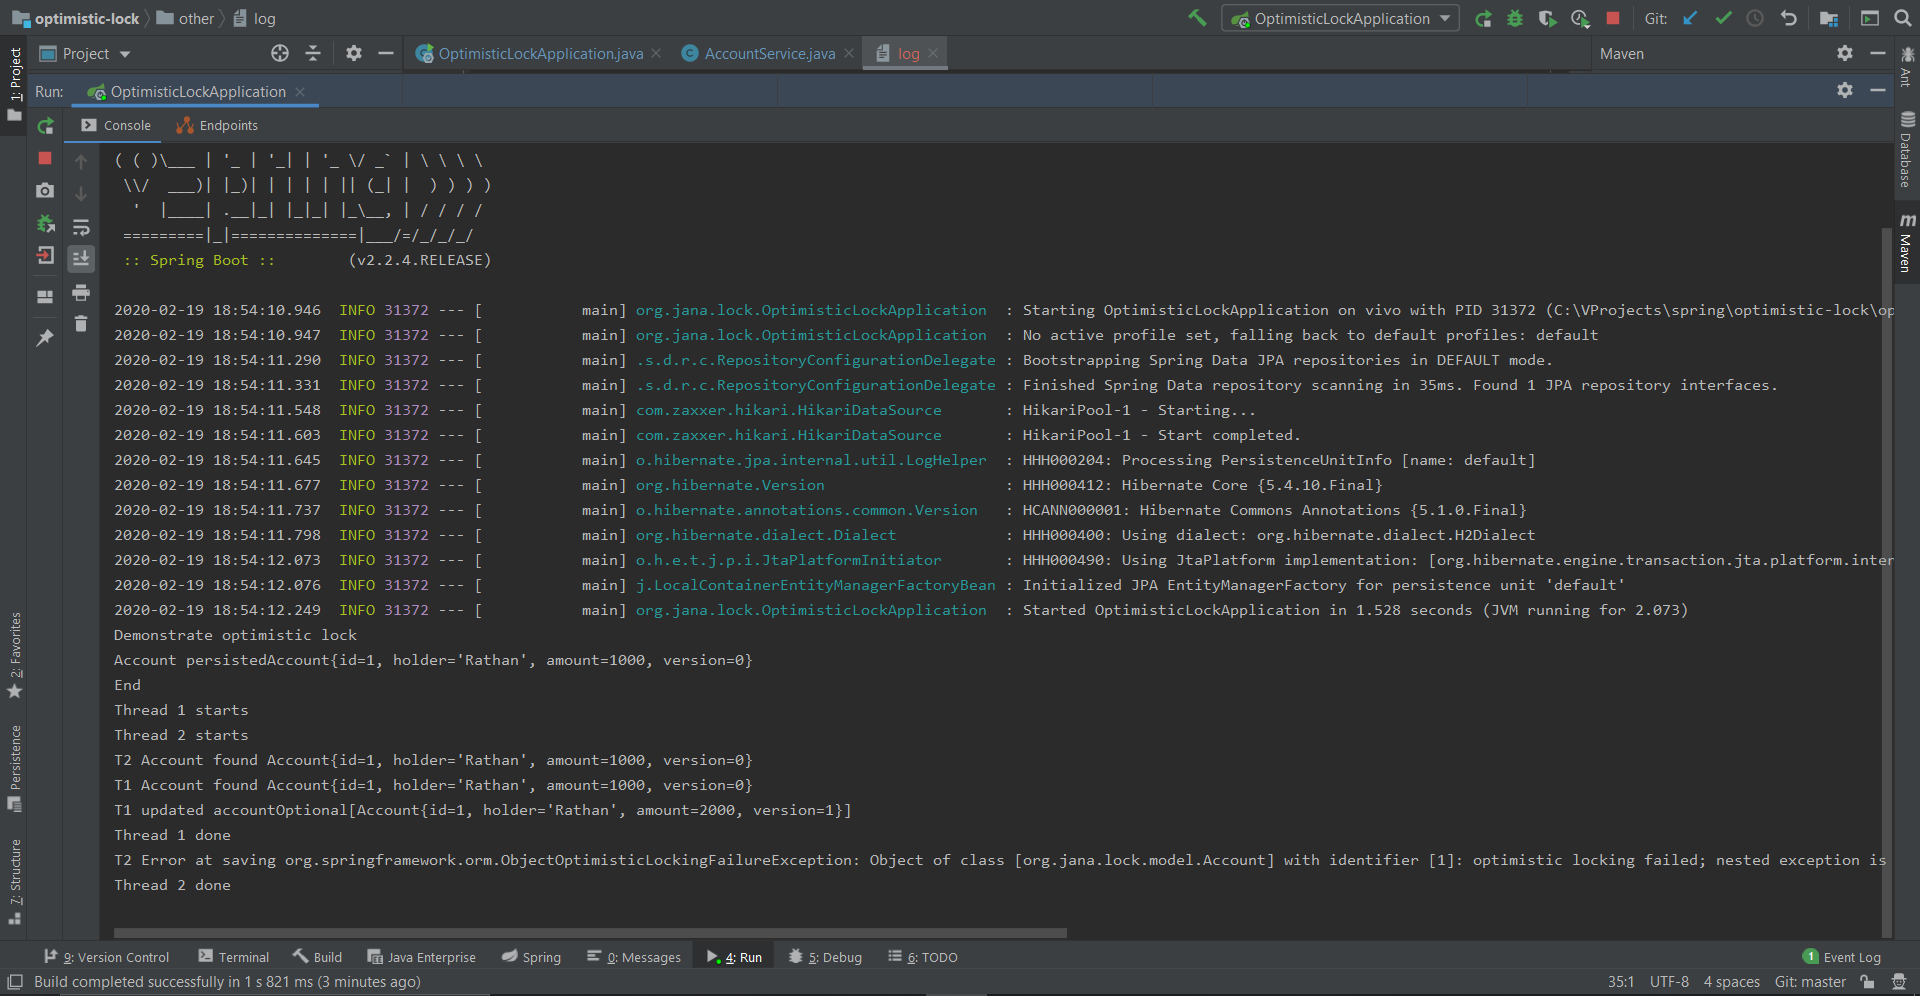 optimistic-lock other log OptimisticLockApplication Git:
Project OptimisticLockApplication.java AccountService.java log Maven
Run: OptimisticLockApplication
Console Endpoints
( ( )\___ | '_ | '_| | '_ \/ _` | \ \ \ \
\\/  ___)| |_)| | | | | || (_| |  ) ) ) )
'  |____| .__|_| |_|_| |_\__, | / / / /
=========|_|==============|___/=/_/_/_/
:: Spring Boot ::        (v2.2.4.RELEASE)
2020-02-19 18:54:10.946  INFO 31372 --- [           main] org.jana.lock.OptimisticLockApplication  : Starting OptimisticLockApplication on vivo with PID 31372 (C:\VProjects\spring\optimistic-lock\op
2020-02-19 18:54:10.947  INFO 31372 --- [           main] org.jana.lock.OptimisticLockApplication  : No active profile set, falling back to default profiles: default
2020-02-19 18:54:11.290  INFO 31372 --- [           main] .s.d.r.c.RepositoryConfigurationDelegate : Bootstrapping Spring Data JPA repositories in DEFAULT mode.
2020-02-19 18:54:11.331  INFO 31372 --- [           main] .s.d.r.c.RepositoryConfigurationDelegate : Finished Spring Data repository scanning in 35ms. Found 1 JPA repository interfaces.
2020-02-19 18:54:11.548  INFO 31372 --- [           main] com.zaxxer.hikari.HikariDataSource       : HikariPool-1 - Starting...
2020-02-19 18:54:11.603  INFO 31372 --- [           main] com.zaxxer.hikari.HikariDataSource       : HikariPool-1 - Start completed.
2020-02-19 18:54:11.645  INFO 31372 --- [           main] o.hibernate.jpa.internal.util.LogHelper  : HHH000204: Processing PersistenceUnitInfo [name: default]
2020-02-19 18:54:11.677  INFO 31372 --- [           main] org.hibernate.Version                    : HHH000412: Hibernate Core {5.4.10.Final}
2020-02-19 18:54:11.737  INFO 31372 --- [           main] o.hibernate.annotations.common.Version   : HCANN000001: Hibernate Commons Annotations {5.1.0.Final}
2020-02-19 18:54:11.798  INFO 31372 --- [           main] org.hibernate.dialect.Dialect            : HHH000400: Using dialect: org.hibernate.dialect.H2Dialect
2020-02-19 18:54:12.073  INFO 31372 --- [           main] o.h.e.t.j.p.i.JtaPlatformInitiator       : HHH000490: Using JtaPlatform implementation: [org.hibernate.engine.transaction.jta.platform.inter
2020-02-19 18:54:12.076  INFO 31372 --- [           main] j.LocalContainerEntityManagerFactoryBean : Initialized JPA EntityManagerFactory for persistence unit 'default'
2020-02-19 18:54:12.249  INFO 31372 --- [           main] org.jana.lock.OptimisticLockApplication  : Started OptimisticLockApplication in 1.528 seconds (JVM running for 2.073)
Demonstrate optimistic lock
Account persistedAccount{id=1, holder='Rathan', amount=1000, version=0}
End
Thread 1 starts
Thread 2 starts
T2 Account found Account{id=1, holder='Rathan', amount=1000, version=0}
T1 Account found Account{id=1, holder='Rathan', amount=1000, version=0}
T1 updated accountOptional[Account{id=1, holder='Rathan', amount=2000, version=1}]
Thread 1 done
T2 Error at saving org.springframework.orm.ObjectOptimisticLockingFailureException: Object of class [org.jana.lock.model.Account] with identifier [1]: optimistic locking failed; nested exception is
Thread 2 done
1: Project
2: Favorites
Persistence
7: Structure
Ant
Database
m Maven
9: Version Control Terminal Build Java Enterprise Spring 0: Messages 4: Run 5: Debug 6: TODO 1 Event Log
Build completed successfully in 1 s 821 ms (3 minutes ago) 35:1 UTF-8 4 spaces Git: master